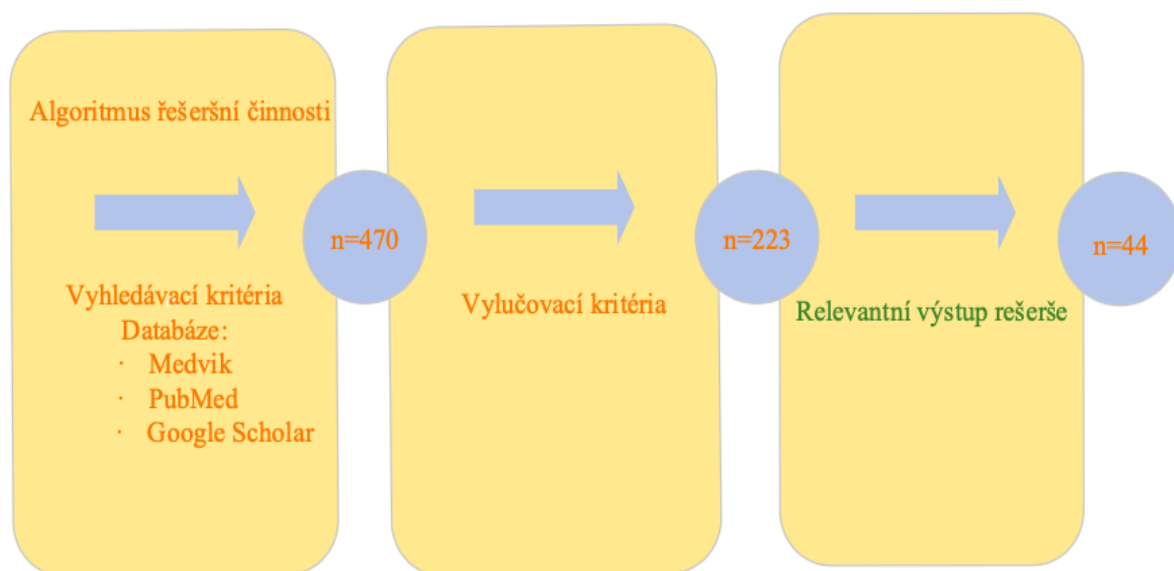 Algoritmus řešeršní činnosti
Vyhledávací kritéria
Databáze:
· Medvik
· PubMed
· Google Scholar
n=470
Vylučovací kritéria
n=223
Relevantní výstup rešerše
n=44